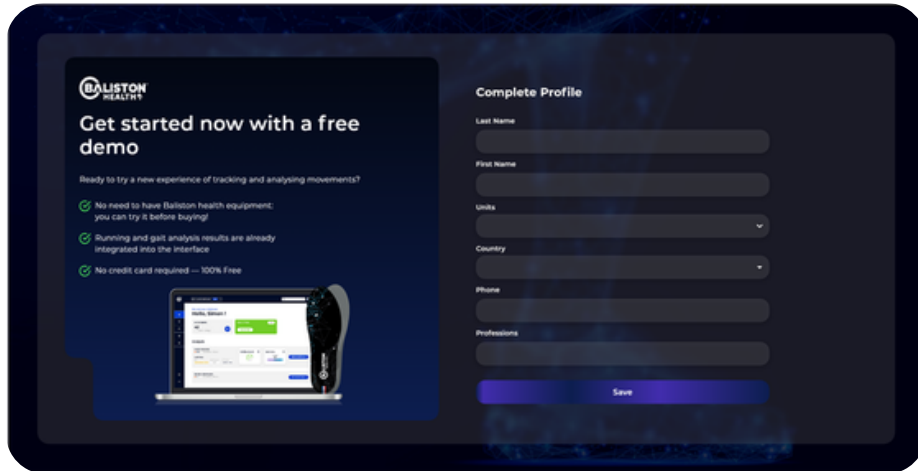 BALISTON
HEALTH
Get started now with a free
demo
Ready to try a new experience of tracking and analysing movements?
No need to have Baliston health equipment:
you can try it before buying!
Running and gait analysis results are already
integrated into the interface
No credit card required — 100% Free
Hello, Simon !
BALISTON
Complete Profile
Last Name
First Name
Units
Country
Phone
Professions
Save